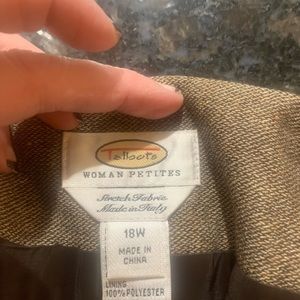 Talbots
WOMAN PETITES
Stretch Fabric
Made in Italy
18W
MADE IN
CHINA
LINING
100% POLYESTER